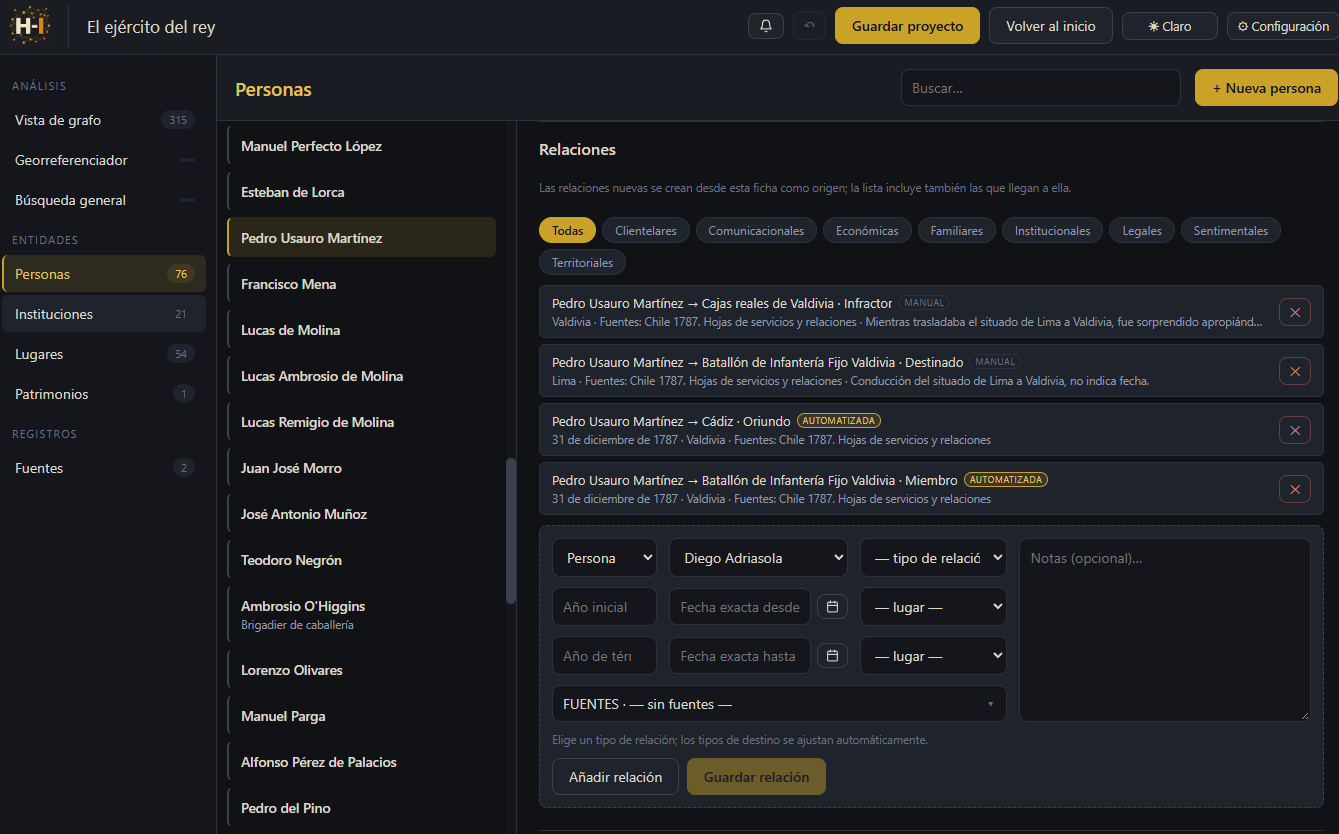 H-I
El ejército del rey
Guardar proyecto
Volver al inicio
☀ Claro
⚙ Configuración
ANÁLISIS
Vista de grafo 315
Georreferenciador
Búsqueda general
ENTIDADES
Personas 76
Instituciones 21
Lugares 54
Patrimonios 1
REGISTROS
Fuentes 2
Personas
Buscar...
+ Nueva persona
Manuel Perfecto López
Esteban de Lorca
Pedro Usauro Martínez
Francisco Mena
Lucas de Molina
Lucas Ambrosio de Molina
Lucas Remigio de Molina
Juan José Morro
José Antonio Muñoz
Teodoro Negrón
Ambrosio O'Higgins
Brigadier de caballería
Lorenzo Olivares
Manuel Parga
Alfonso Pérez de Palacios
Pedro del Pino
Relaciones
Las relaciones nuevas se crean desde esta ficha como origen; la lista incluye también las que llegan a ella.
Todas Clientelares Comunicacionales Económicas Familiares Institucionales Legales Sentimentales
Territoriales
Pedro Usauro Martínez → Cajas reales de Valdivia · Infractor MANUAL
Valdivia · Fuentes: Chile 1787. Hojas de servicios y relaciones · Mientras trasladaba el situado de Lima a Valdivia, fue sorprendido apropiánd...
Pedro Usauro Martínez → Batallón de Infantería Fijo Valdivia · Destinado MANUAL
Lima · Fuentes: Chile 1787. Hojas de servicios y relaciones · Conducción del situado de Lima a Valdivia, no indica fecha.
Pedro Usauro Martínez → Cádiz · Oriundo AUTOMATIZADA
31 de diciembre de 1787 · Valdivia · Fuentes: Chile 1787. Hojas de servicios y relaciones
Pedro Usauro Martínez → Batallón de Infantería Fijo Valdivia · Miembro AUTOMATIZADA
31 de diciembre de 1787 · Valdivia · Fuentes: Chile 1787. Hojas de servicios y relaciones
Persona Diego Adriasola — tipo de relació Notas (opcional)...
Año inicial Fecha exacta desde — lugar —
Año de téri Fecha exacta hasta — lugar —
FUENTES · — sin fuentes —
Elige un tipo de relación; los tipos de destino se ajustan automáticamente.
Añadir relación Guardar relación